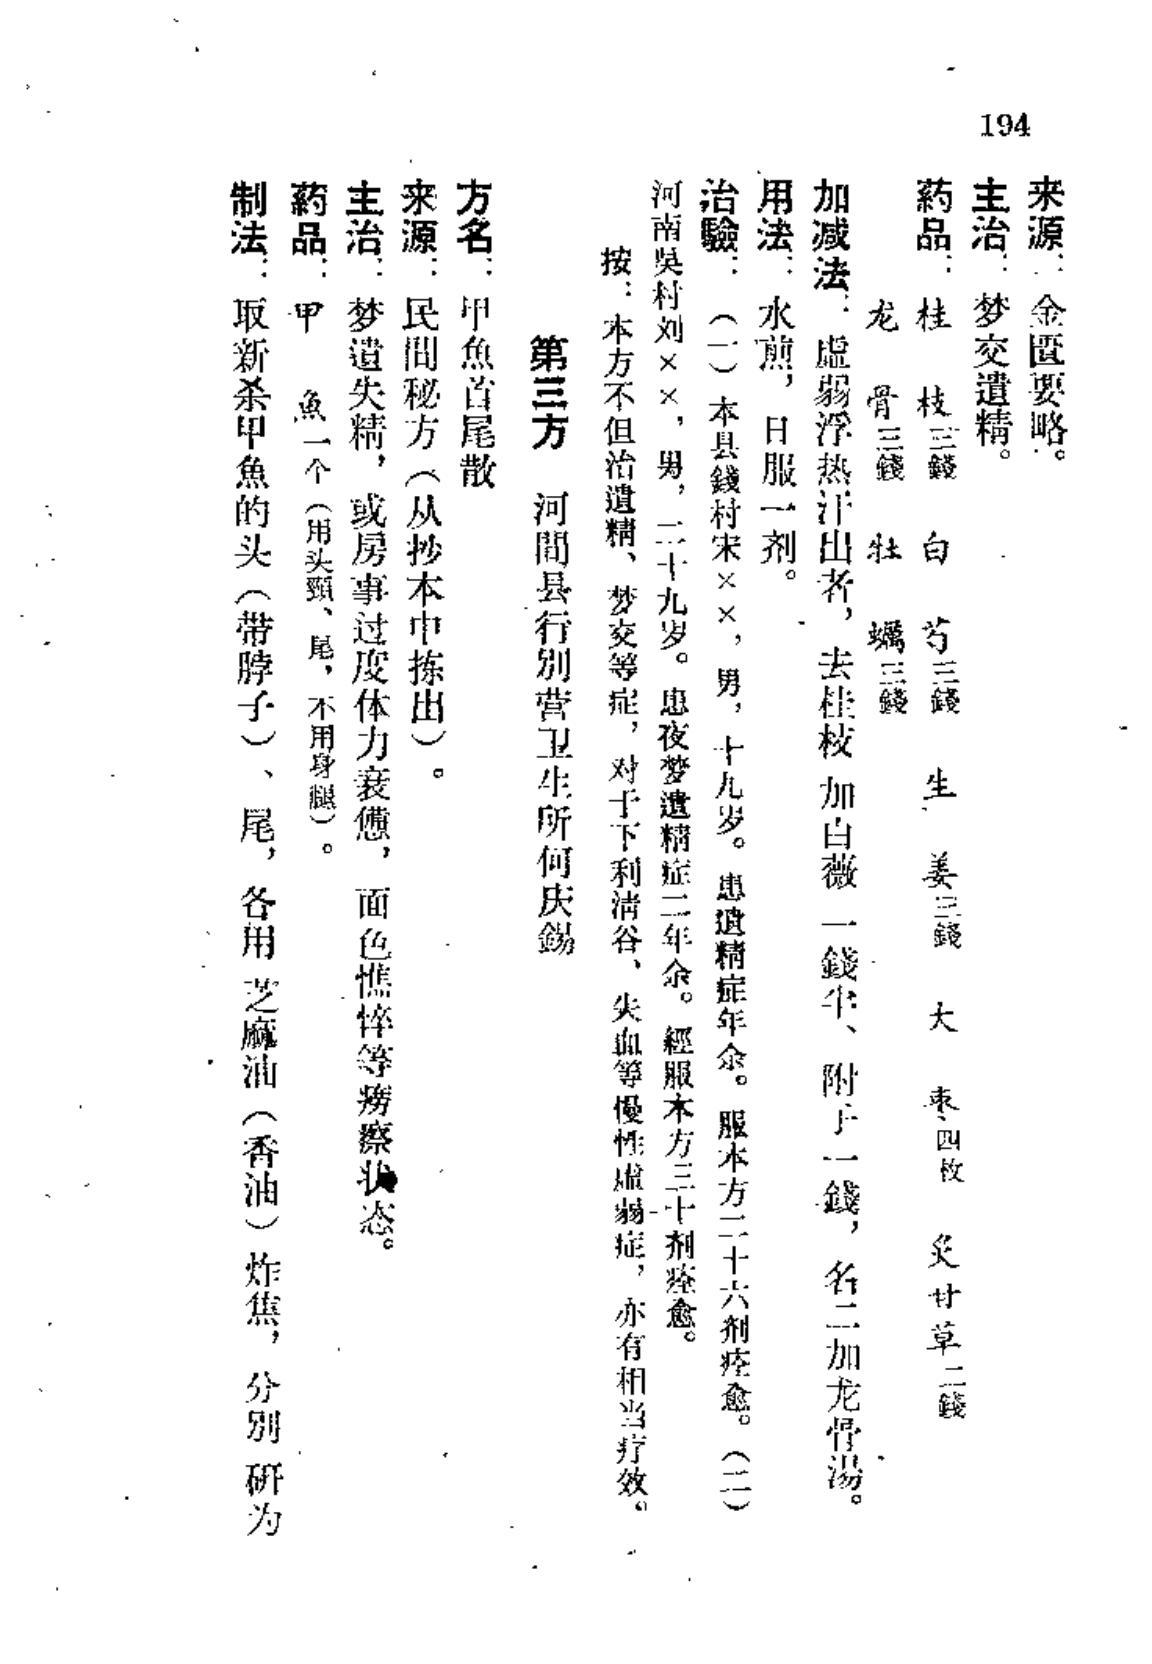 194
来源：金匱要略。
主治：梦交遺精。
葯品：桂枝三錢　白芍三錢　生姜三錢　大枣四枚　炙甘草二錢
龙骨三錢　牡蠣三錢
加减法：虛弱浮热汗出者，去桂枝加白薇一錢半、附子一錢，名二加龙骨湯。
用法：水煎，日服一剂。
治驗：（一）本县錢村宋××，男，十九岁。患遺精症年余。服本方二十六剂痊愈。（二）
河南吳村刘××，男，二十九岁。患夜梦遺精症二年余。經服本方三十剂痊愈。
按：本方不但治遺精、梦交等症，对于下利清谷、失血等慢性虛弱症，亦有相当疗效。
第三方　河間县行别营卫生所何庆錫
方名：甲魚首尾散
来源：民間秘方（从抄本中拣出）。
主治：梦遺失精，或房事过度体力衰憊，面色憔悴等痨瘵状态。
葯品：甲魚一个（用头頸、尾，不用身腿）。
制法：取新杀甲魚的头（带脖子）、尾，各用芝麻油（香油）炸焦，分别研为